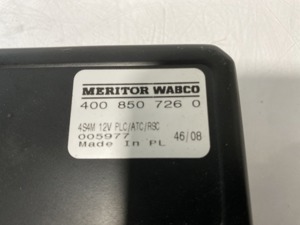 MERITOR WABCO
400 850 726 0
4S4M 12V PLC/ATC/RSC
005977 46/08
Made In PL